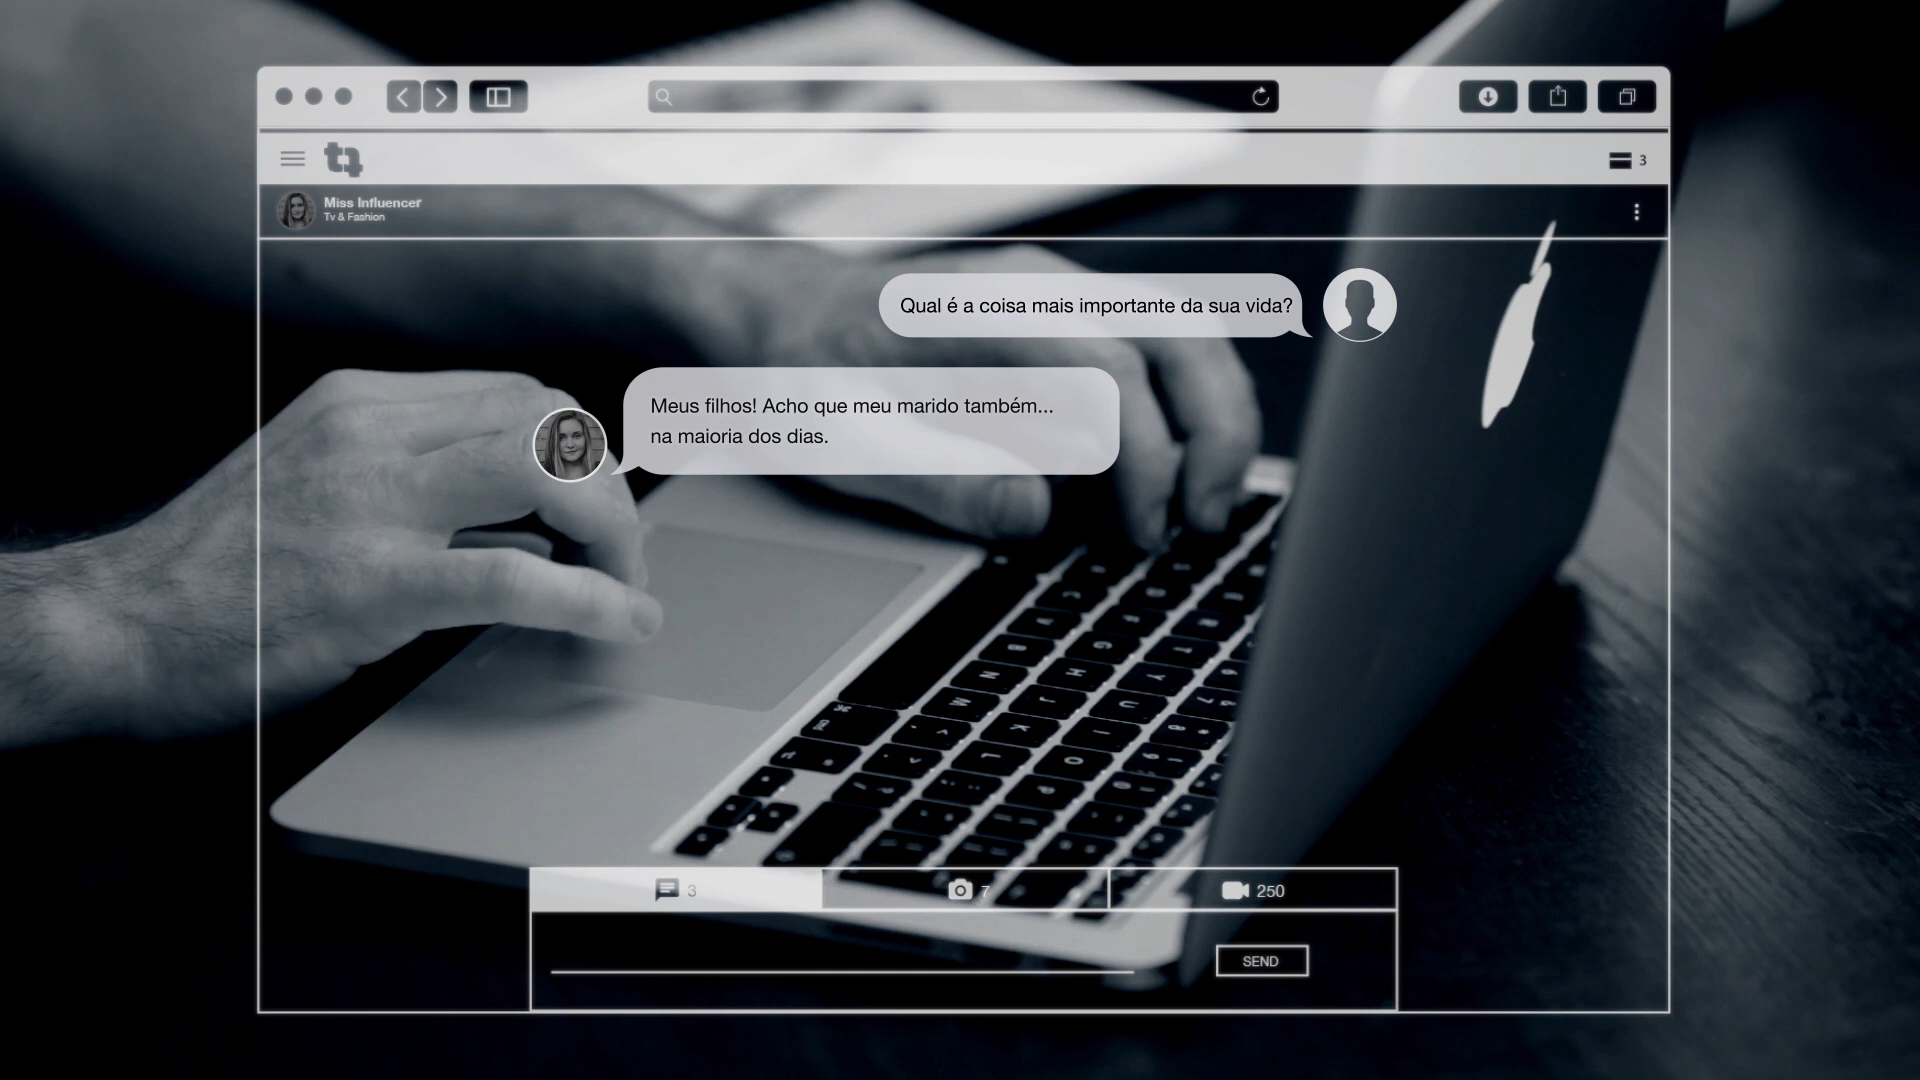 3
Miss Influencer
Tv & Fashion
Qual é a coisa mais importante da sua vida?
Meus filhos! Acho que meu marido também...
na maioria dos dias.
3
7
250
SEND